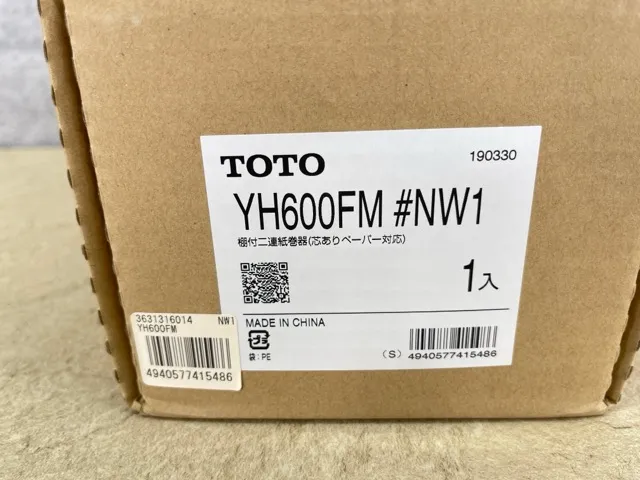 TOTO
190330
YH600FM #NW1
棚付二連紙巻器(芯ありペーパー対応)
1入
MADE IN CHINA
袋:PE
(S) 4940577415486
3631316014 NW1
YH600FM
4940577415486